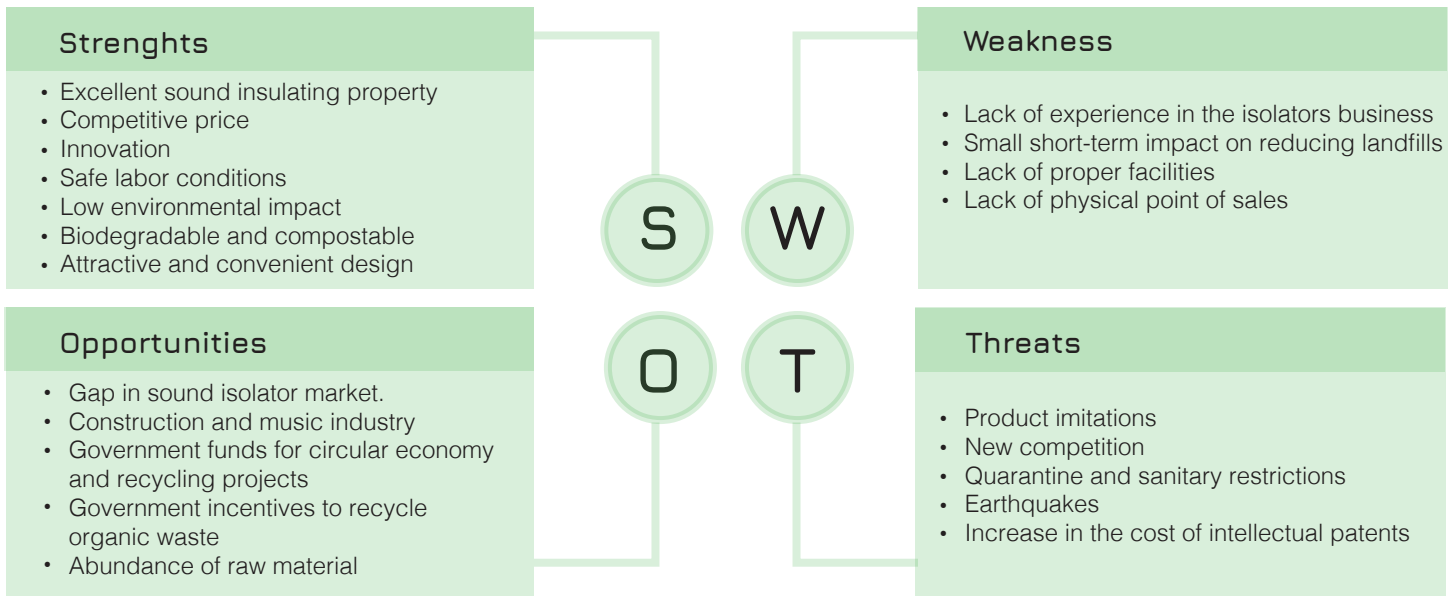 Strenghts
• Excellent sound insulating property
• Competitive price
• Innovation
• Safe labor conditions
• Low environmental impact
• Biodegradable and compostable
• Attractive and convenient design
Weakness
• Lack of experience in the isolators business
• Small short-term impact on reducing landfills
• Lack of proper facilities
• Lack of physical point of sales
S
W
O
T
Opportunities
• Gap in sound isolator market.
• Construction and music industry
• Government funds for circular economy
and recycling projects
• Government incentives to recycle
organic waste
• Abundance of raw material
Threats
• Product imitations
• New competition
• Quarantine and sanitary restrictions
• Earthquakes
• Increase in the cost of intellectual patents